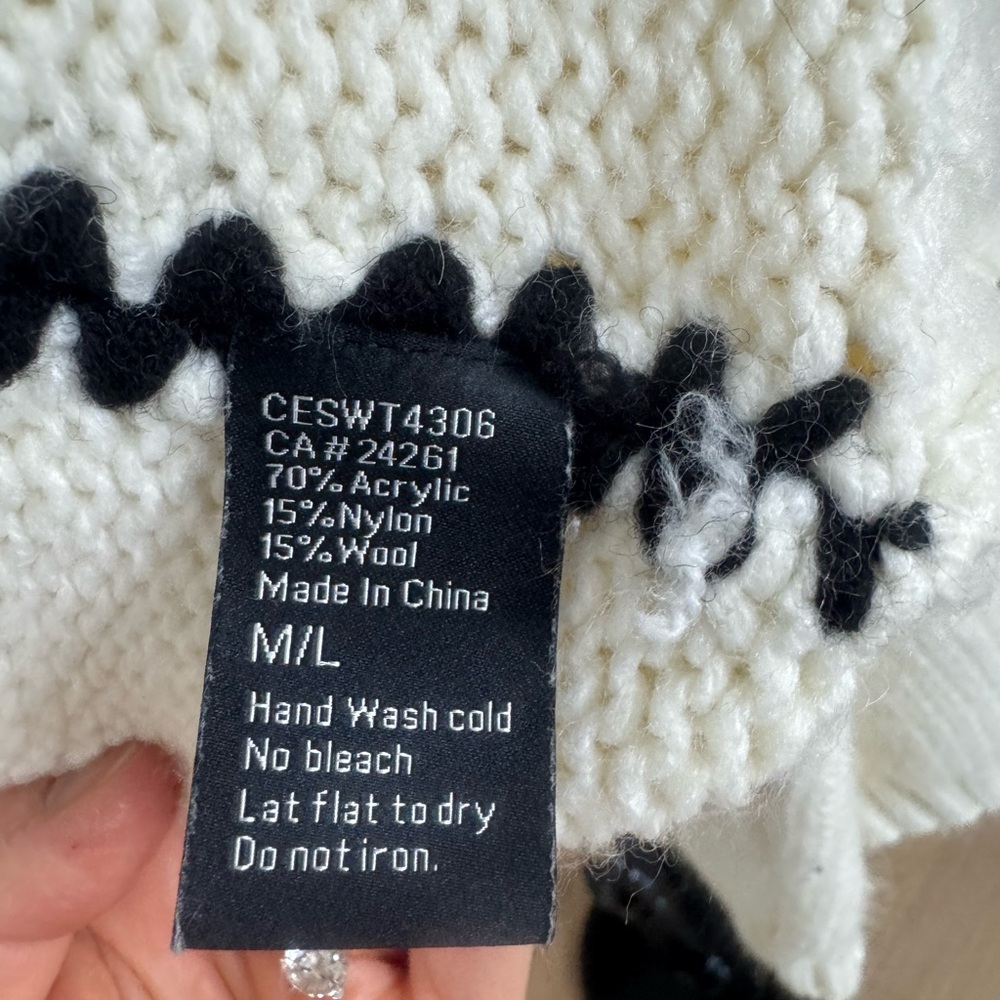 CESWT4306
CA # 24261
70% Acrylic
15% Nylon
15% Wool
Made In China
M/L
Hand Wash cold
No bleach
Lat flat to dry
Do not iron.